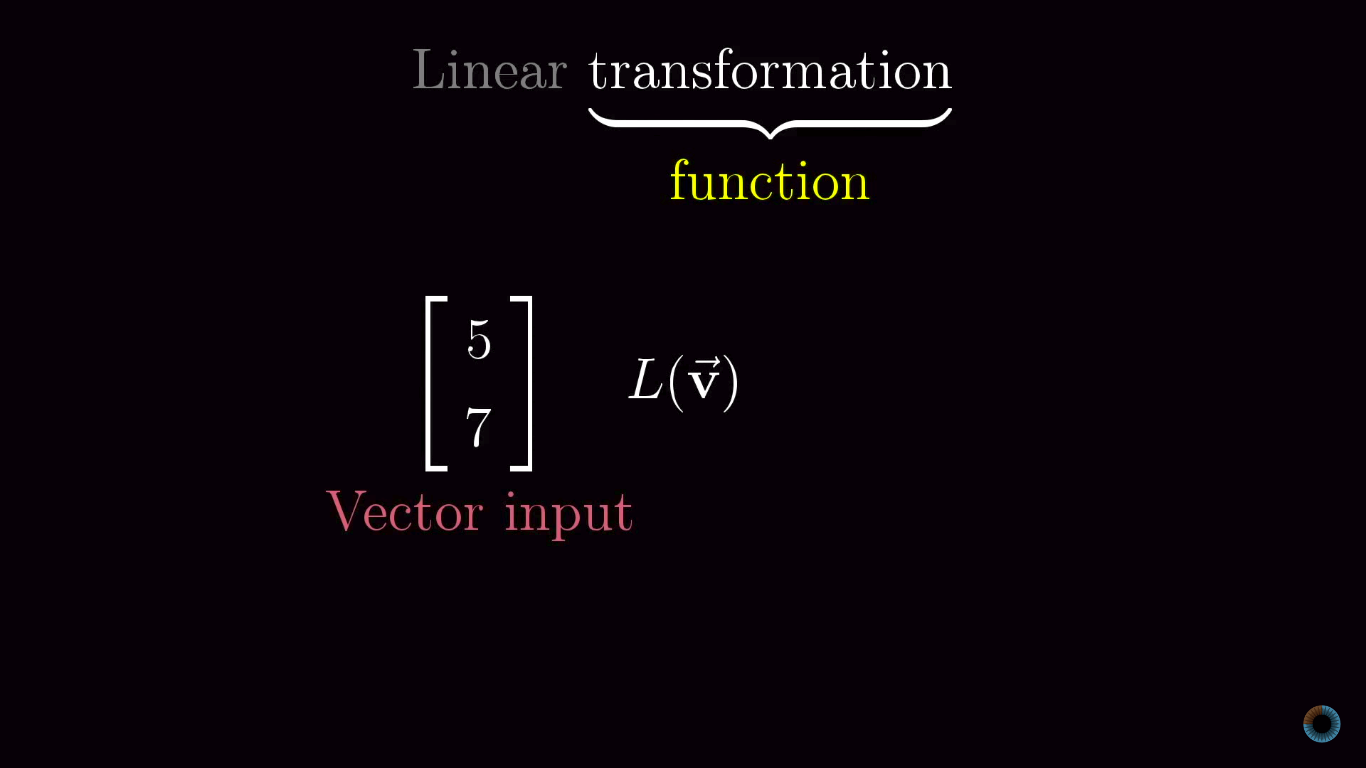 Linear transformation
function
[5
7]
L(v⃗)
Vector input